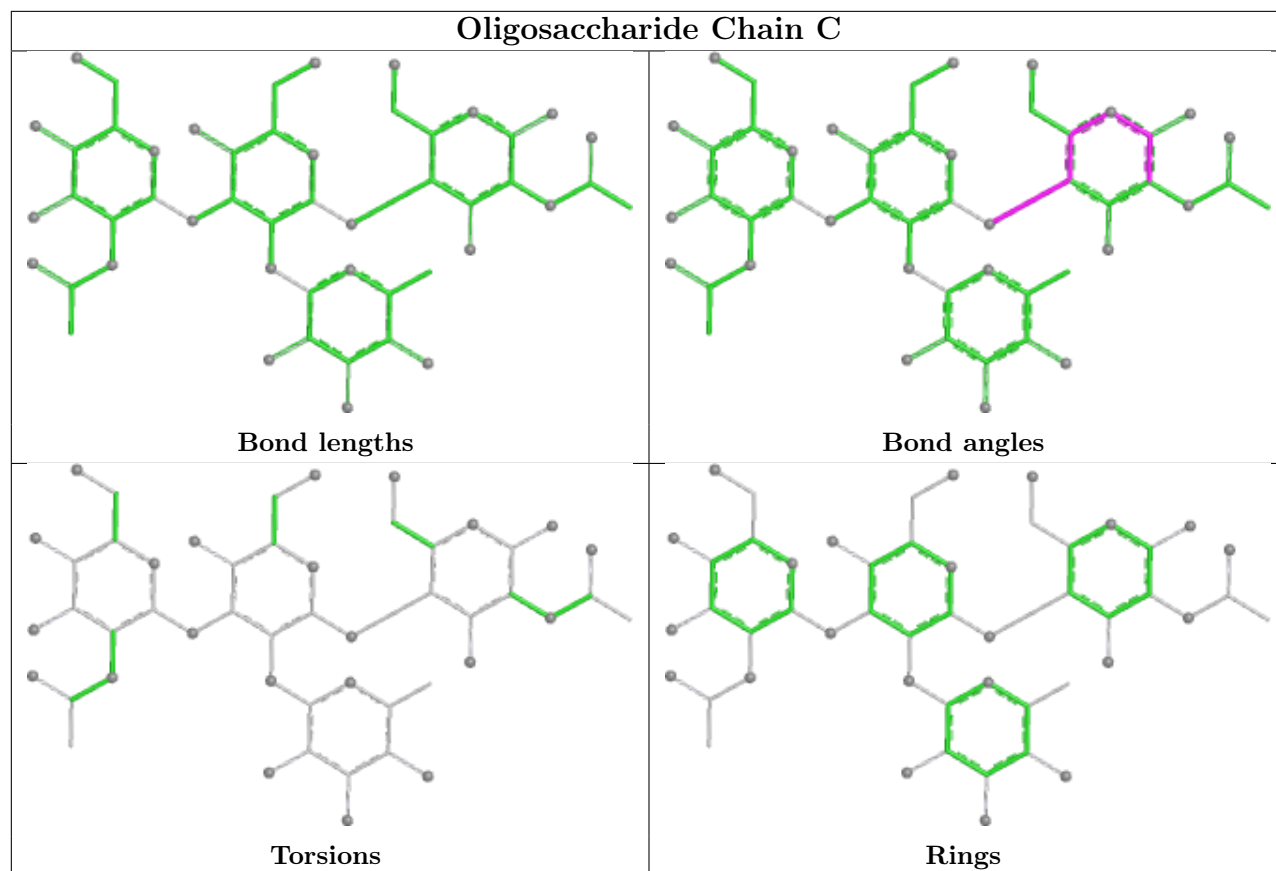 Oligosaccharide Chain C
Bond lengths
Bond angles
Torsions
Rings